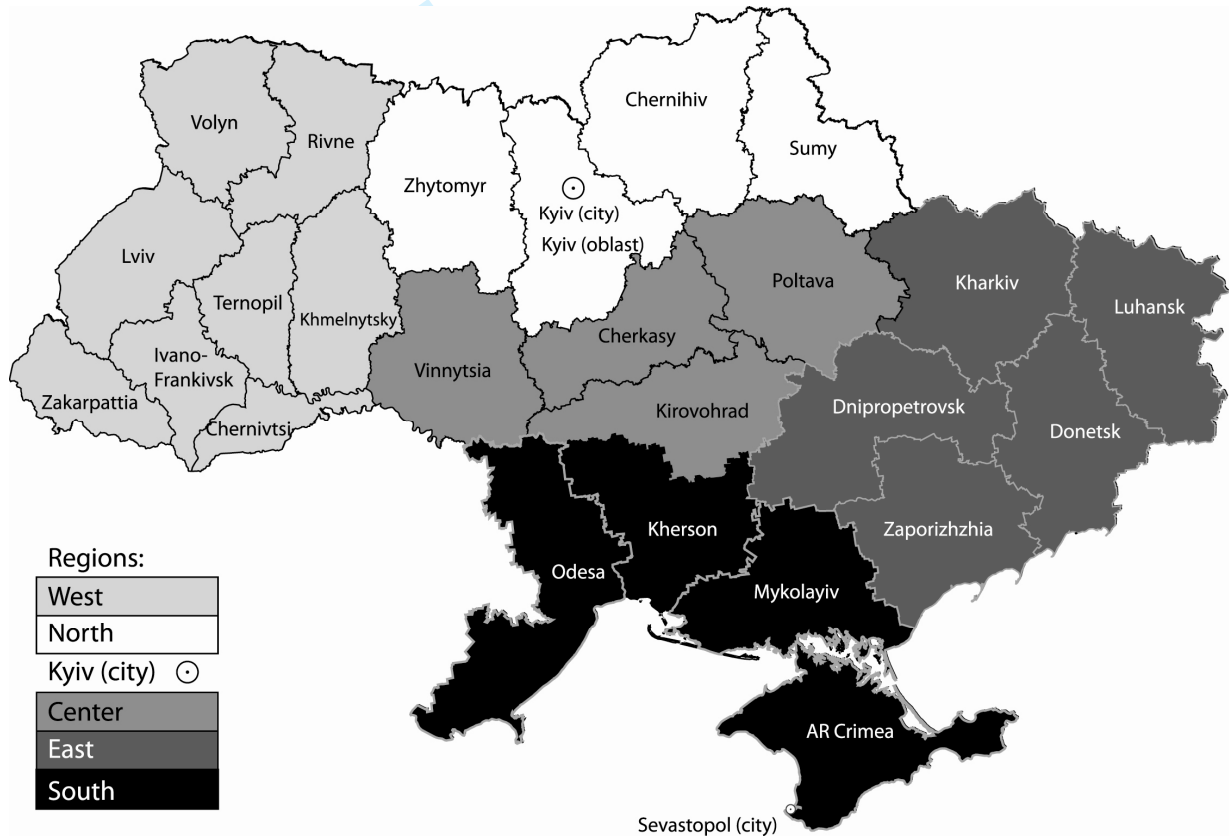 Chernihiv
Volyn
Rivne
Sumy
Zhytomyr
Kyiv (city)
Kyiv (oblast)
Lviv
Poltava
Kharkiv
Ternopil
Luhansk
Khmelnytsky
Cherkasy
Ivano-
Frankivsk
Vinnytsia
Zakarpattia
Kirovohrad
Dnipropetrovsk
Chernivtsi
Donetsk
Kherson
Zaporizhzhia
Odesa
Mykolayiv
AR Crimea
Sevastopol (city)
Regions:
West
North
Kyiv (city)
Center
East
South